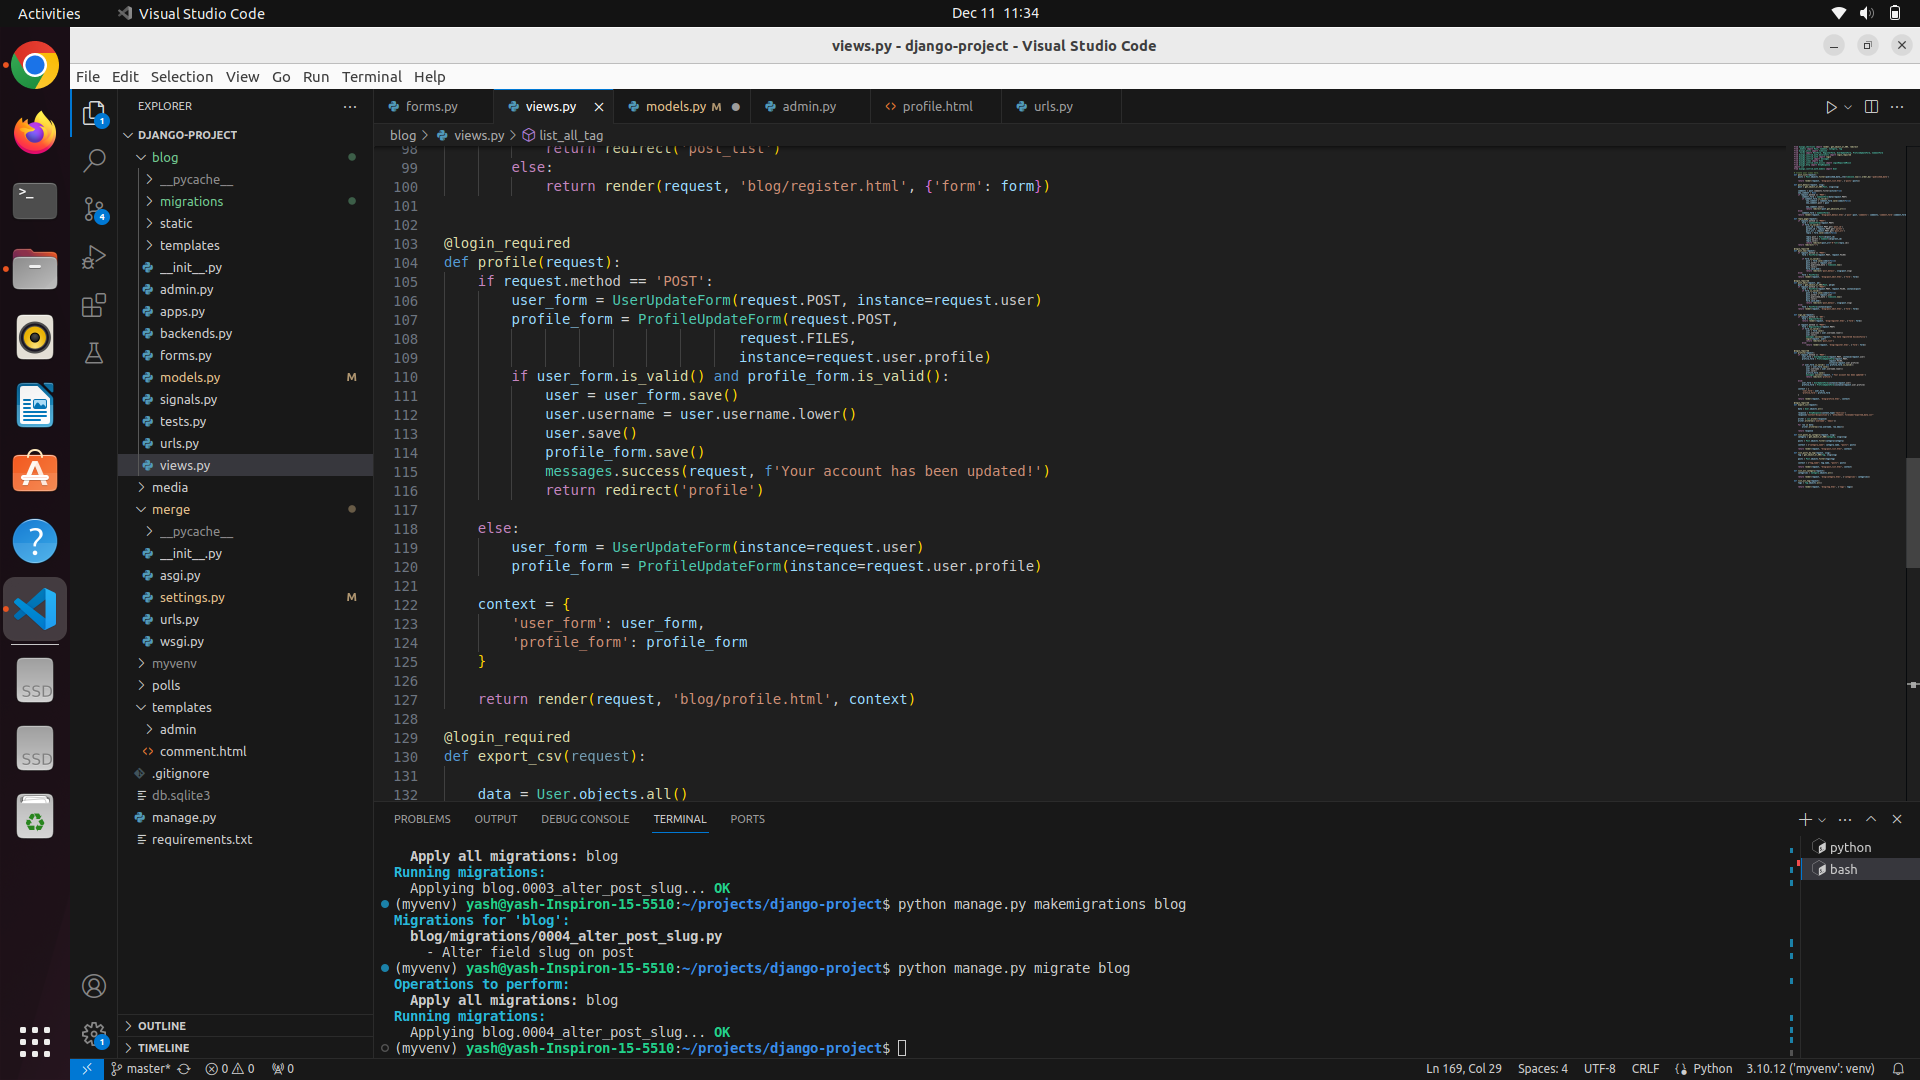 Activities
Visual Studio Code
Dec 11 11:34
views.py - django-project - Visual Studio Code
File Edit Selection View Go Run Terminal Help
EXPLORER
DJANGO-PROJECT
blog
__pycache__
migrations
static
templates
__init__.py
admin.py
apps.py
backends.py
forms.py
models.py M
signals.py
tests.py
urls.py
views.py
media
merge
__pycache__
__init__.py
asgi.py
settings.py M
urls.py
wsgi.py
myvenv
polls
templates
admin
comment.html
.gitignore
db.sqlite3
manage.py
requirements.txt
OUTLINE
TIMELINE
1
4
1
SSD
SSD
forms.py
views.py
models.py M
admin.py
profile.html
urls.py
blog > views.py > list_all_tag
98 return redirect('post_list')
99 else:
100 return render(request, 'blog/register.html', {'form': form})
101
102
103 @login_required
104 def profile(request):
105 if request.method == 'POST':
106 user_form = UserUpdateForm(request.POST, instance=request.user)
107 profile_form = ProfileUpdateForm(request.POST,
108 request.FILES,
109 instance=request.user.profile)
110 if user_form.is_valid() and profile_form.is_valid():
111 user = user_form.save()
112 user.username = user.username.lower()
113 user.save()
114 profile_form.save()
115 messages.success(request, f'Your account has been updated!')
116 return redirect('profile')
117
118 else:
119 user_form = UserUpdateForm(instance=request.user)
120 profile_form = ProfileUpdateForm(instance=request.user.profile)
121
122 context = {
123 'user_form': user_form,
124 'profile_form': profile_form
125 }
126
127 return render(request, 'blog/profile.html', context)
128
129 @login_required
130 def export_csv(request):
131
132 data = User.objects.all()
PROBLEMS OUTPUT DEBUG CONSOLE TERMINAL PORTS
Apply all migrations: blog
Running migrations:
Applying blog.0003_alter_post_slug... OK
(myvenv) yash@yash-Inspiron-15-5510:~/projects/django-project$ python manage.py makemigrations blog
Migrations for 'blog':
blog/migrations/0004_alter_post_slug.py
- Alter field slug on post
(myvenv) yash@yash-Inspiron-15-5510:~/projects/django-project$ python manage.py migrate blog
Operations to perform:
Apply all migrations: blog
Running migrations:
Applying blog.0004_alter_post_slug... OK
(myvenv) yash@yash-Inspiron-15-5510:~/projects/django-project$
python
bash
master* 0 0 0
Ln 169, Col 29 Spaces: 4 UTF-8 CRLF Python 3.10.12 ('myvenv': venv)